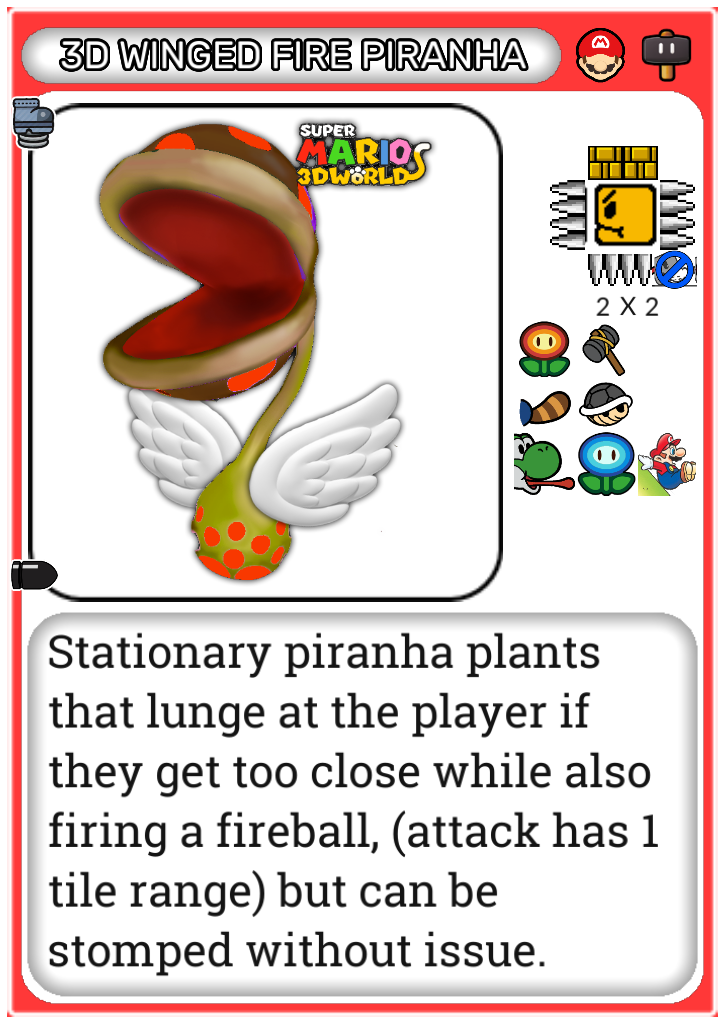 3D WINGED FIRE PIRANHA
SUPER
MARIO
3DWORLD
2 X 2
Stationary piranha plants
that lunge at the player if
they get too close while also
firing a fireball, (attack has 1
tile range) but can be
stomped without issue.